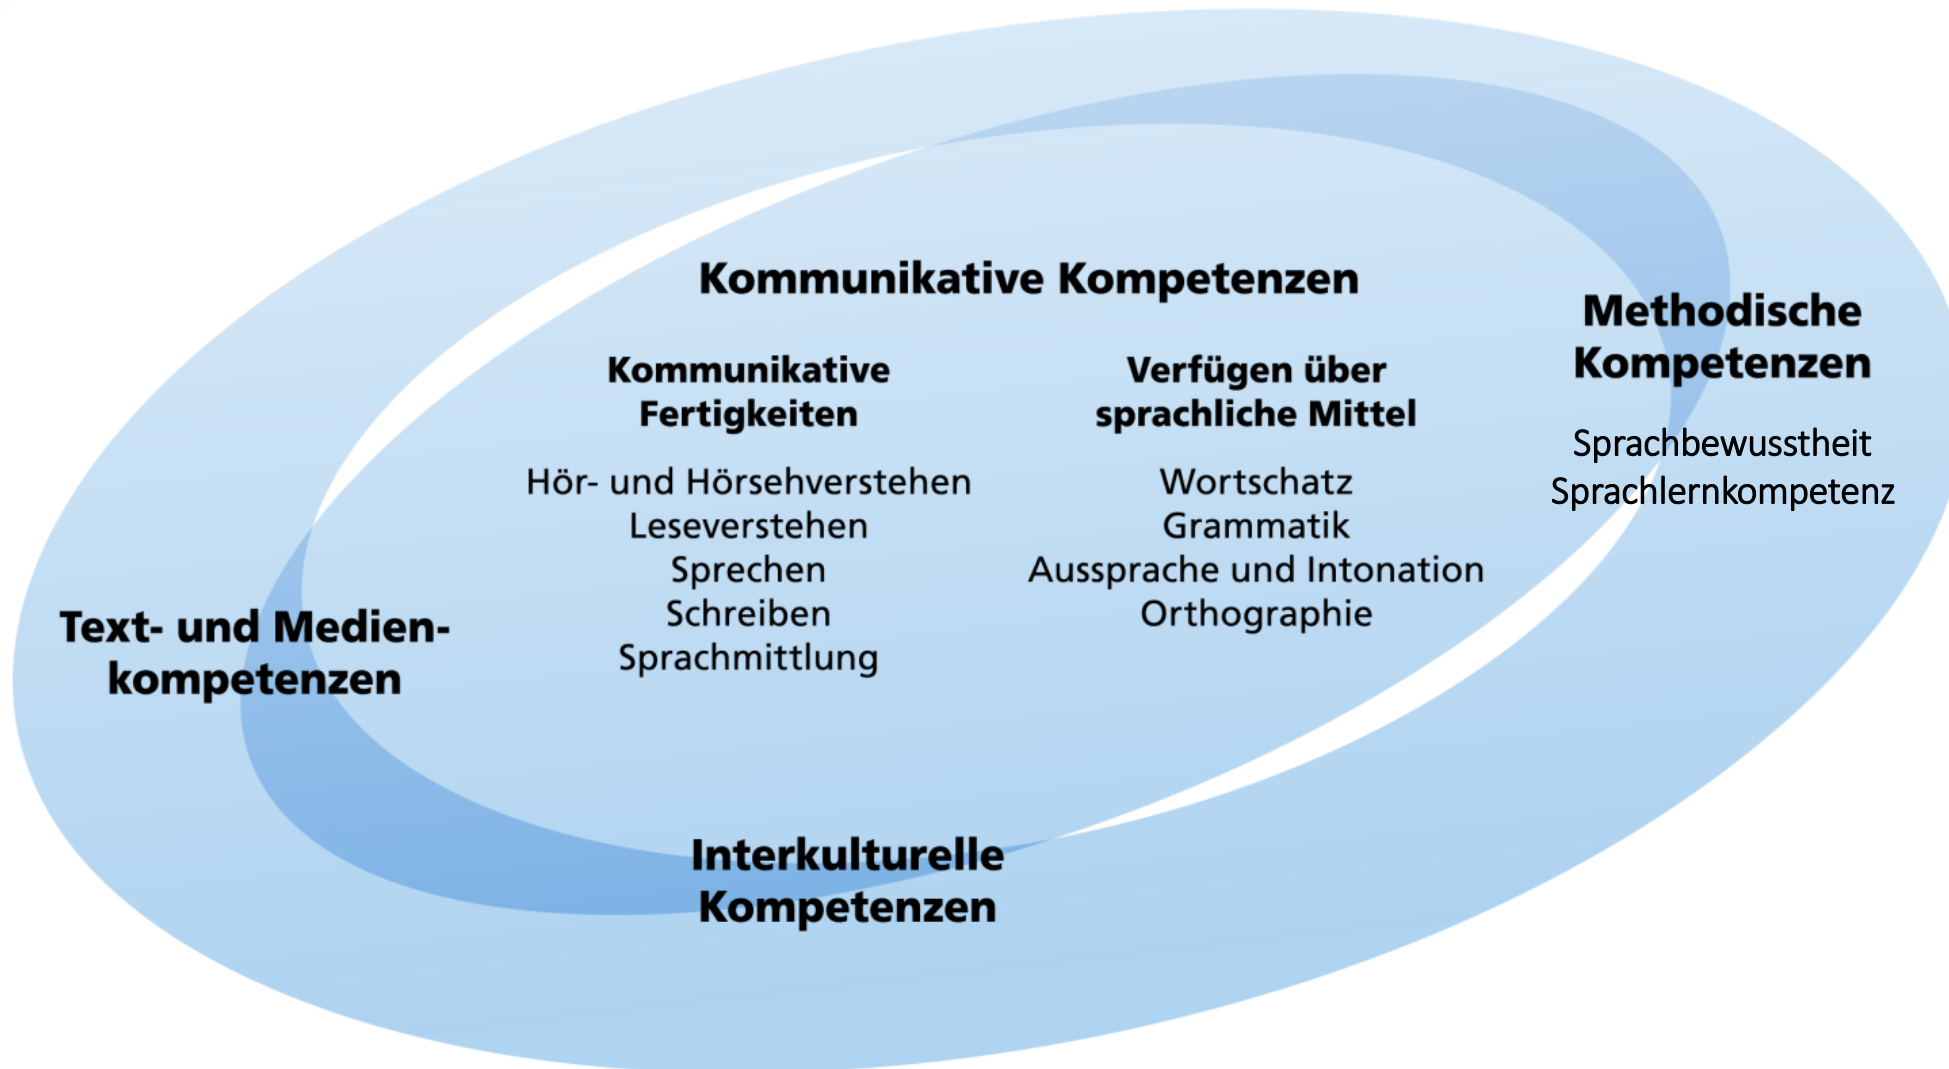 Kommunikative Kompetenzen
Kommunikative
Fertigkeiten
Hör- und Hörsehverstehen
Leseverstehen
Sprechen
Schreiben
Sprachmittlung
Verfügen über
sprachliche Mittel
Wortschatz
Grammatik
Aussprache und Intonation
Orthographie
Methodische
Kompetenzen
Sprachbewusstheit
Sprachlernkompetenz
Text- und Medien-
kompetenzen
Interkulturelle
Kompetenzen